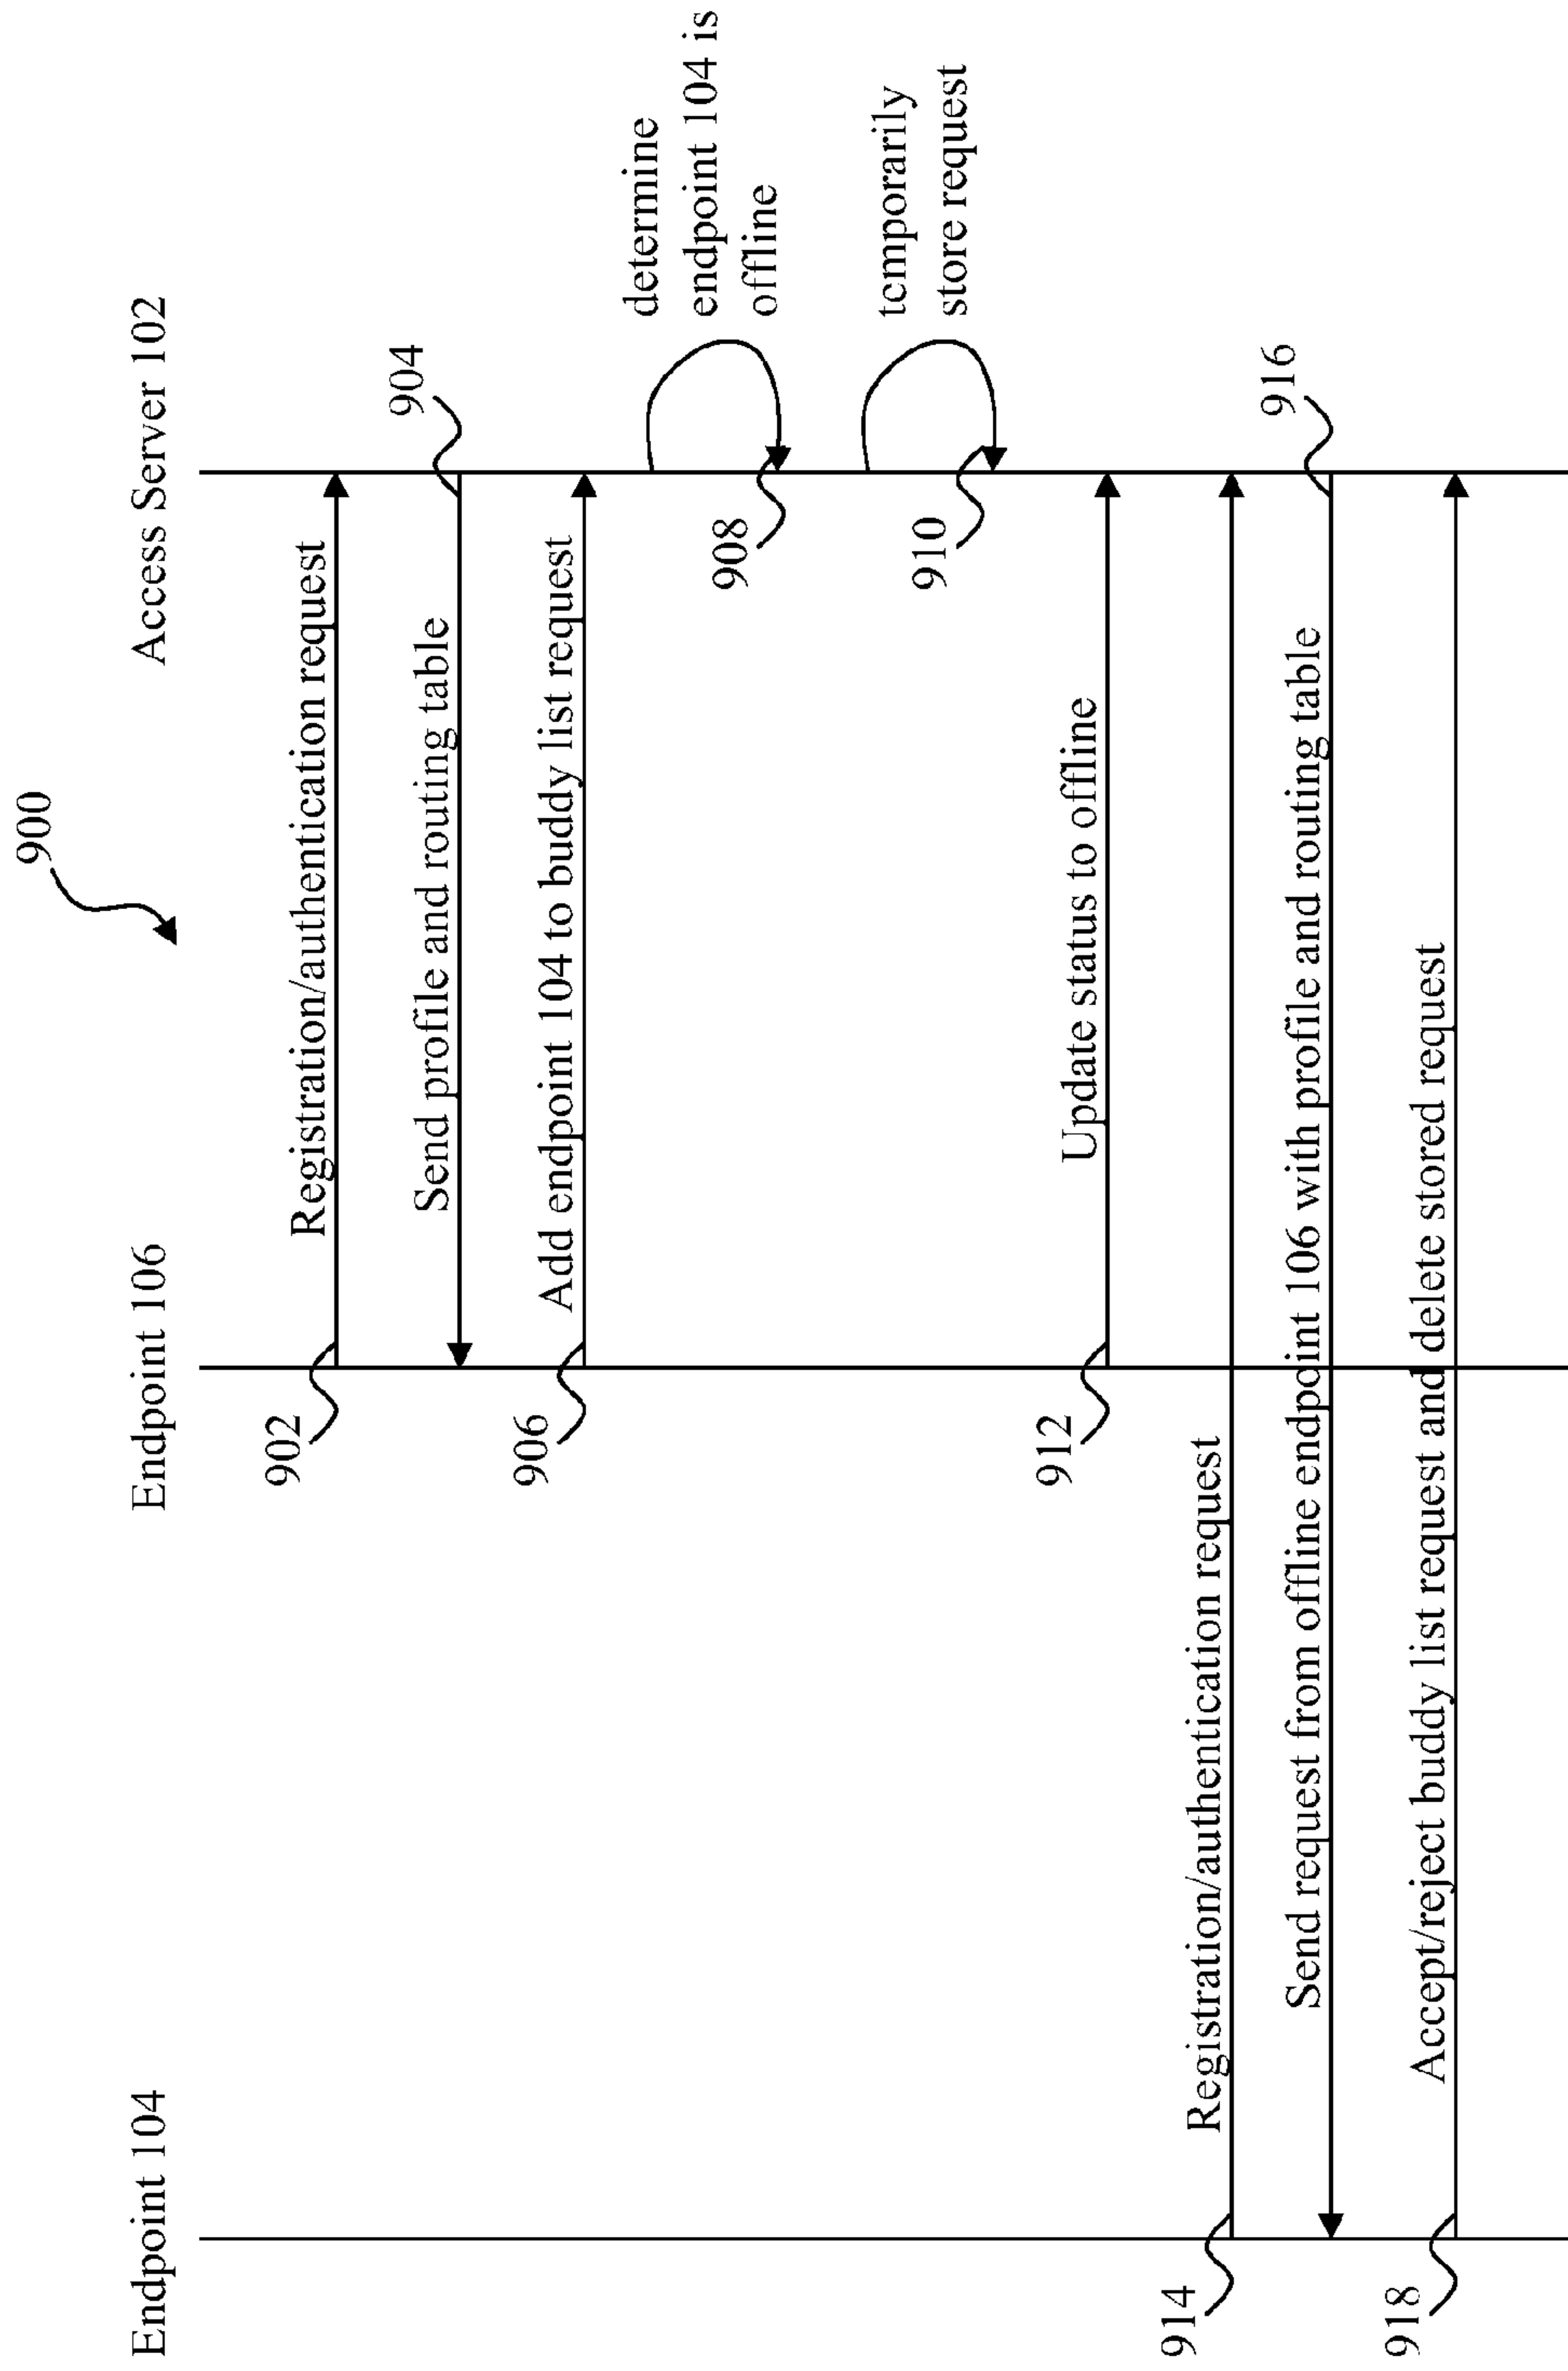 900
Endpoint 104
Endpoint 106
Access Server 102
902
Registration/authentication request
904
Send profile and routing table
906
Add endpoint 104 to buddy list request
908
determine
endpoint 104 is
offline
910
temporarily
store request
912
Update status to offline
914
Registration/authentication request
916
Send request from offline endpoint 106 with profile and routing table
918
Accept/reject buddy list request and delete stored request